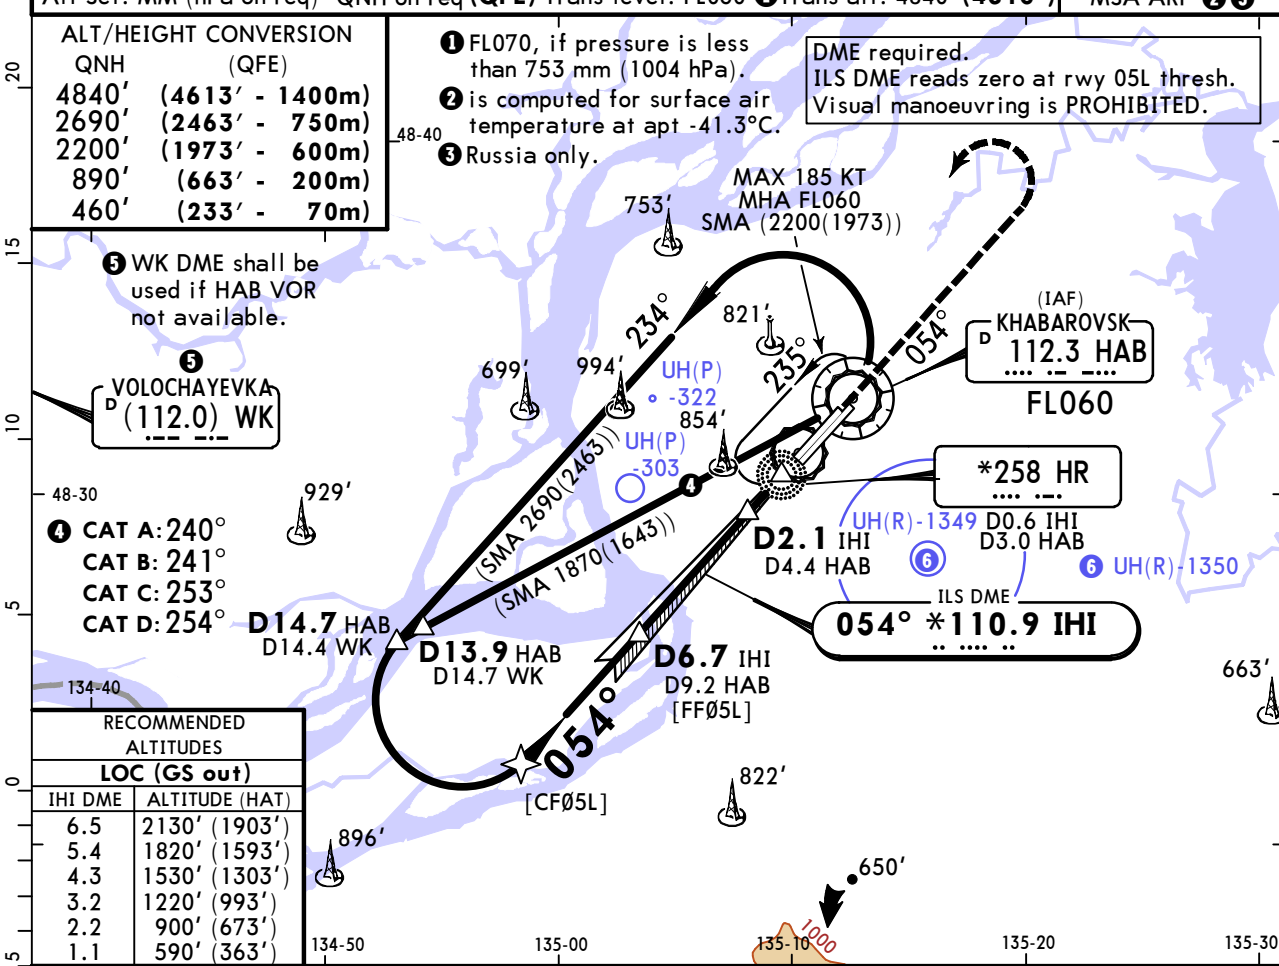 ALT/HEIGHT CONVERSION
QNH (QFE)
4840' (4613' - 1400m)
2690' (2463' - 750m)
2200' (1973' - 600m)
890' (663' - 200m)
460' (233' - 70m)
❶ FL070, if pressure is less
than 753 mm (1004 hPa).
❷ is computed for surface air
temperature at apt -41.3°C.
❸ Russia only.
DME required.
ILS DME reads zero at rwy 05L thresh.
Visual manoeuvring is PROHIBITED.
20
15
10
5
0
5
48-40
48-30
❺ WK DME shall be
used if HAB VOR
not available.
❺
VOLOCHAYEVKA
D (112.0) WK
MAX 185 KT
MHA FL060
SMA (2200(1973))
753'
821'
699'
994'
854'
929'
234°
235°
054°
UH(P)
-322
UH(P)
-303
(IAF)
KHABAROVSK
D 112.3 HAB
FL060
*258 HR
❹
(SMA 2690(2463))
(SMA 1870(1643))
❹ CAT A: 240°
CAT B: 241°
CAT C: 253°
CAT D: 254°
UH(R)-1349
❻
D0.6 IHI
D3.0 HAB
❻ UH(R)-1350
D2.1 IHI
D4.4 HAB
ILS DME
054° *110.9 IHI
D14.7 HAB
D14.4 WK
D13.9 HAB
D14.7 WK
D6.7 IHI
D9.2 HAB
[FFØ5L]
054°
[CFØ5L]
663'
822'
896'
650'
1000
134-40
RECOMMENDED
ALTITUDES
LOC (GS out)
IHI DME ALTITUDE (HAT)
6.5 2130' (1903')
5.4 1820' (1593')
4.3 1530' (1303')
3.2 1220' (993')
2.2 900' (673')
1.1 590' (363')
134-50
135-00
135-10
135-20
135-30